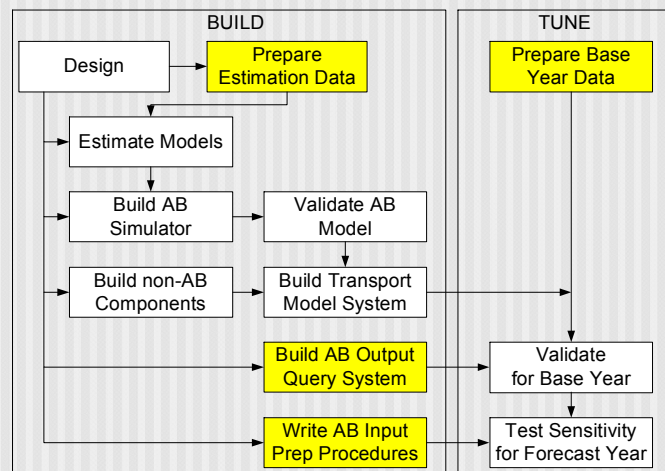 BUILD
TUNE
Design
Prepare
Estimation Data
Prepare Base
Year Data
Estimate Models
Build AB
Simulator
Validate AB
Model
Build non-AB
Components
Build Transport
Model System
Build AB Output
Query System
Validate
for Base Year
Write AB Input
Prep Procedures
Test Sensitivity
for Forecast Year